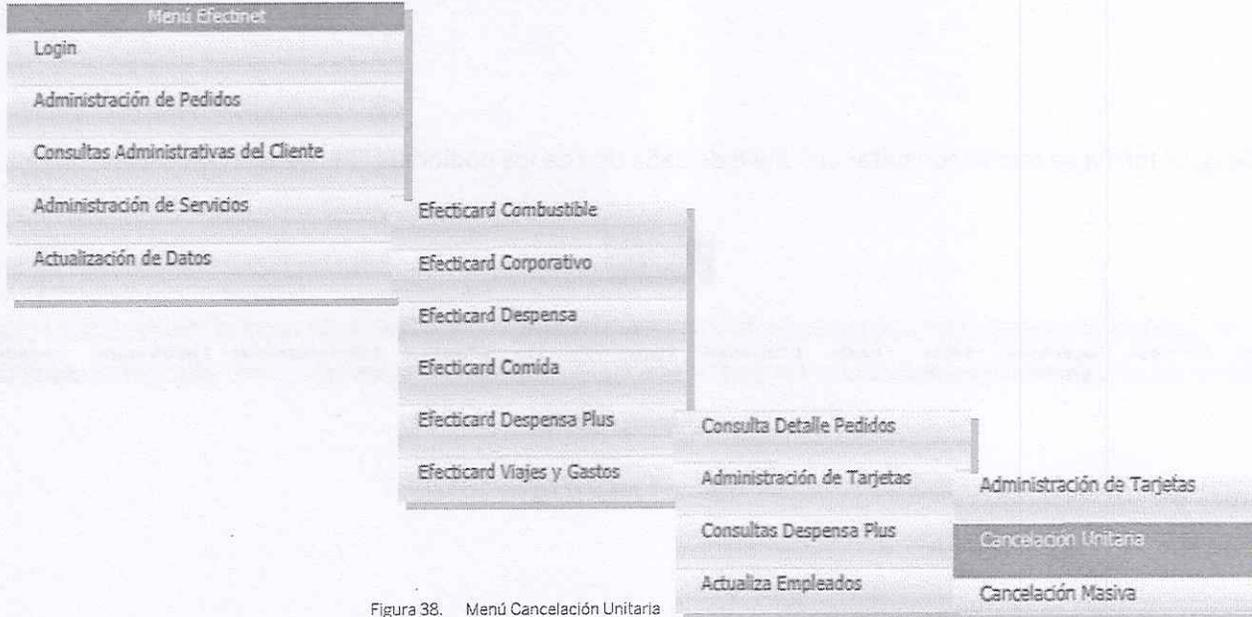 Menú Efectinet
Login
Administración de Pedidos
Consultas Administrativas del Cliente
Administración de Servicios
Actualización de Datos
Efecticard Combustible
Efecticard Corporativo
Efecticard Despensa
Efecticard Comida
Efecticard Despensa Plus
Efecticard Viajes y Gastos
Consulta Detalle Pedidos
Administración de Tarjetas
Consultas Despensa Plus
Actualiza Empleados
Administración de Tarjetas
Cancelación Unitaria
Cancelación Masiva
Figura 38. Menú Cancelación Unitaria